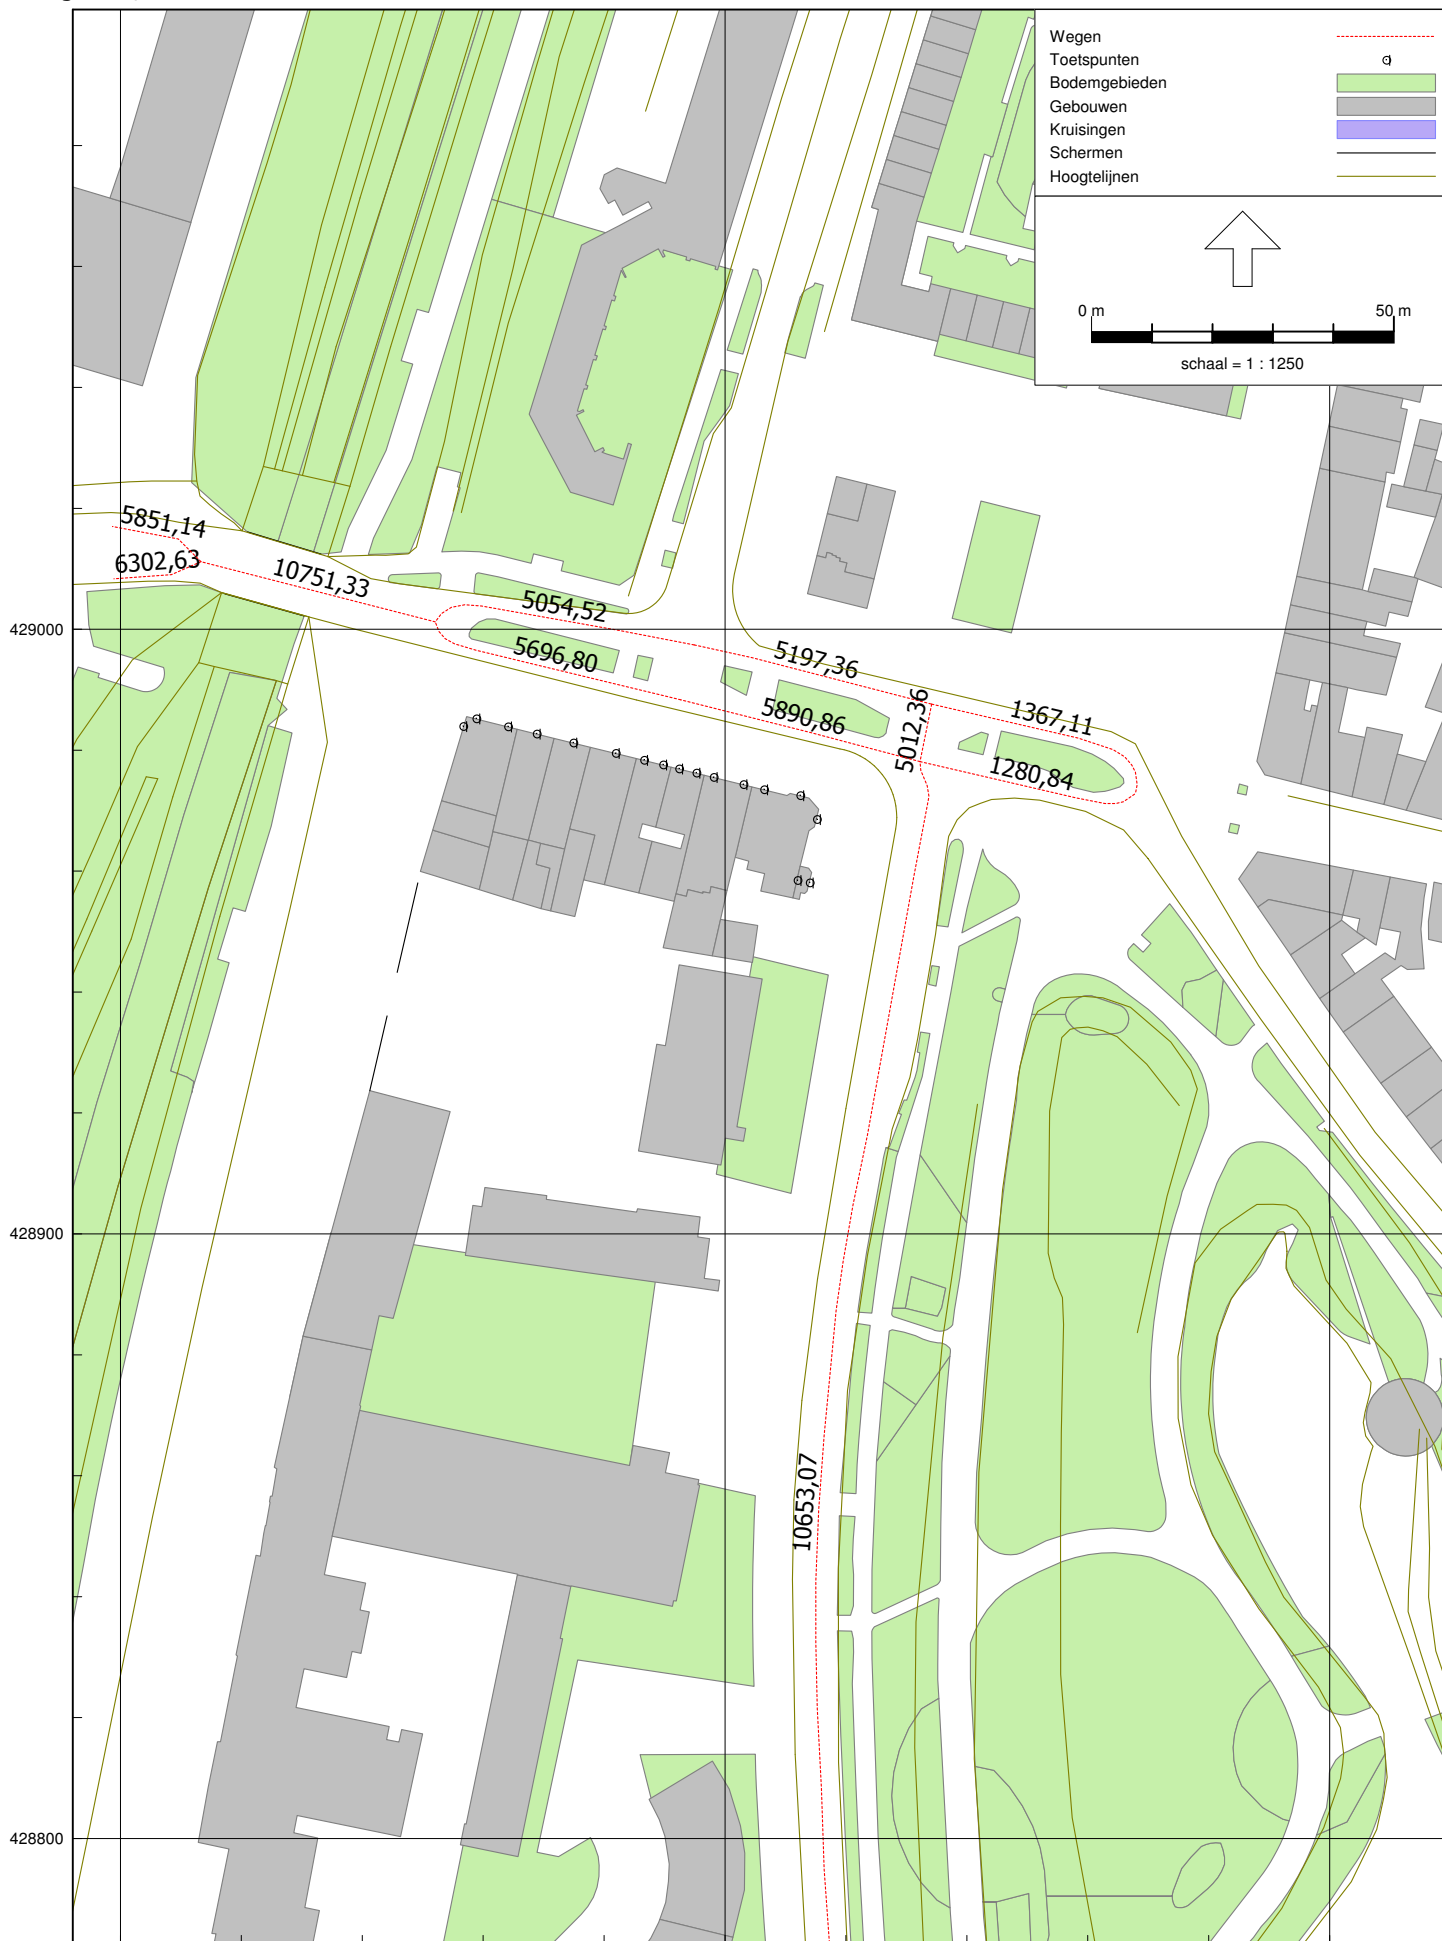 Wegen
Toetspunten
Bodemgebieden
Gebouwen
Kruisingen
Schermen
Hoogtelijnen
0 m 50 m
schaal = 1 : 1250
5851,14
6302,63
10751,33
5054,52
5696,80
5197,36
5890,86
5012,36
1367,11
1280,84
10653,07
429000
428900
428800